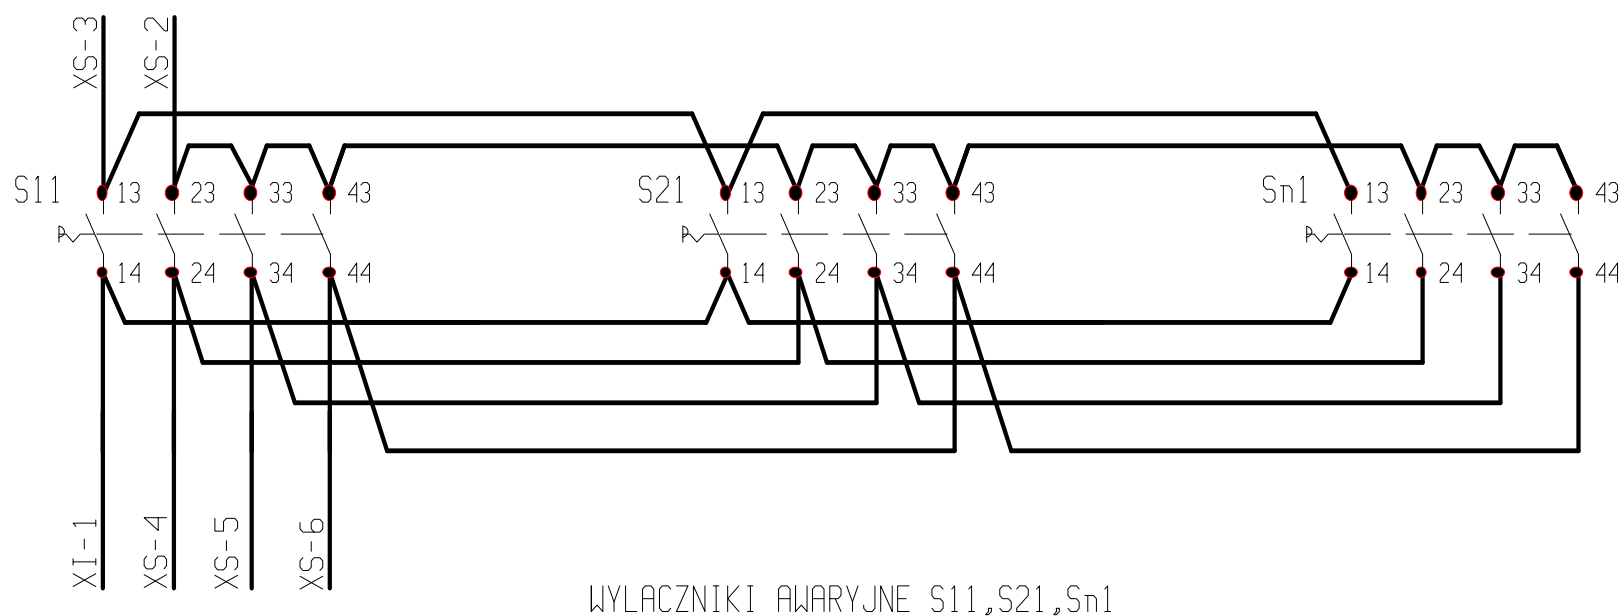 XS-3
XS-2
S11 13 23 33 43 S21 13 23 33 43 Sn1 13 23 33 43
14 24 34 44 14 24 34 44 14 24 34 44
XI-1
XS-4
XS-5
XS-6
WYLACZNIKI AWARYJNE S11,S21,Sn1